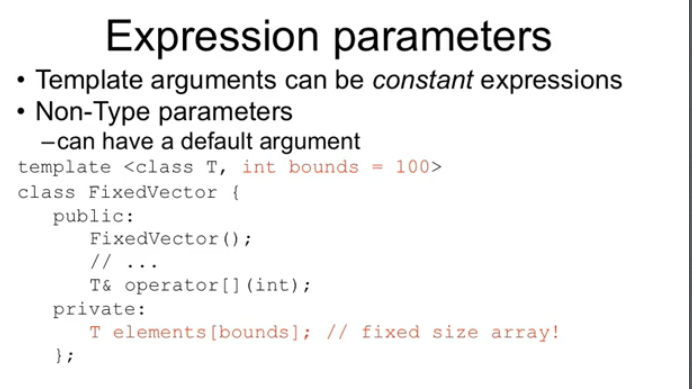 Expression parameters
• Template arguments can be constant expressions
• Non-Type parameters
–can have a default argument
template <class T, int bounds = 100>
class FixedVector {
public:
FixedVector();
// ...
T& operator[](int);
private:
T elements[bounds]; // fixed size array!
};